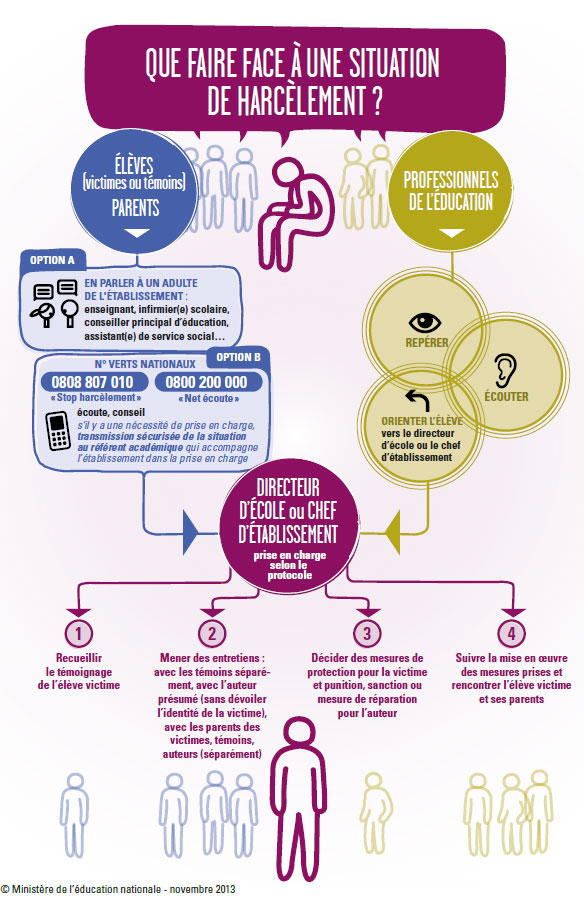 QUE FAIRE FACE À UNE SITUATION
DE HARCÈLEMENT ?
ÉLÈVES
(victimes ou témoins)
PARENTS
PROFESSIONNELS
DE L'ÉDUCATION
OPTION A
EN PARLER À UN ADULTE
DE L'ÉTABLISSEMENT :
enseignant, infirmier(e) scolaire,
conseiller principal d'éducation,
assistant(e) de service social...
OPTION B
N° VERTS NATIONAUX
0808 807 010
«Stop harcèlement»
0800 200 000
«Net écoute»
écoute, conseil
s'il y a une nécessité de prise en charge,
transmission sécurisée de la situation
au référent académique qui accompagne
l'établissement dans la prise en charge
REPÉRER
ÉCOUTER
ORIENTER L'ÉLÈVE
vers le directeur
d'école ou le chef
d'établissement
DIRECTEUR
D'ÉCOLE ou CHEF
D'ÉTABLISSEMENT
prise en charge
selon le
protocole
1
Recueillir
le témoignage
de l'élève victime
2
Mener des entretiens :
avec les témoins séparé-
ment, avec l'auteur
présumé (sans dévoiler
l'identité de la victime),
avec les parents des
victimes, témoins,
auteurs (séparément)
3
Décider des mesures de
protection pour la victime
et punition, sanction ou
mesure de réparation
pour l'auteur
4
Suivre la mise en œuvre
des mesures prises et
rencontrer l'élève victime
et ses parents
© Ministère de l'éducation nationale - novembre 2013